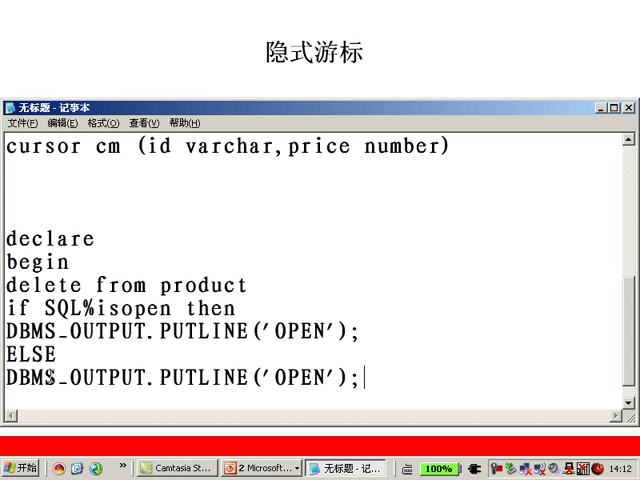 隐式游标
无标题 - 记事本
文件(F) 编辑(E) 格式(O) 查看(V) 帮助(H)
cursor cm (id varchar,price number)
declare
begin
delete from product
if SQL%isopen then
DBMS_OUTPUT.PUTLINE('OPEN');
ELSE
DBMS_OUTPUT.PUTLINE('OPEN');
开始 » Camtasia St... 2 Microsoft... 无标题 - 记... 100% 14:12